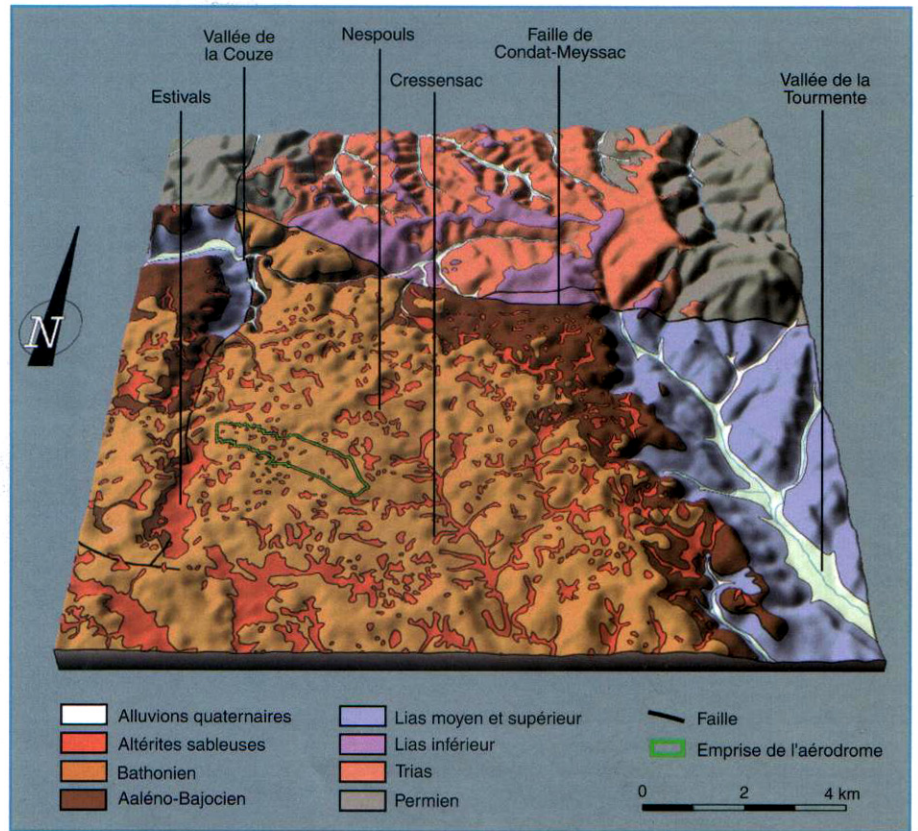 Vallée de
la Couze
Nespouls
Faille de
Condat-Meyssac
Estivals
Cressensac
Vallée de la
Tourmente
N
Alluvions quaternaires
Altérites sableuses
Bathonien
Aaléno-Bajocien
Lias moyen et supérieur
Lias inférieur
Trias
Permien
Faille
Emprise de l'aérodrome
0 2 4 km